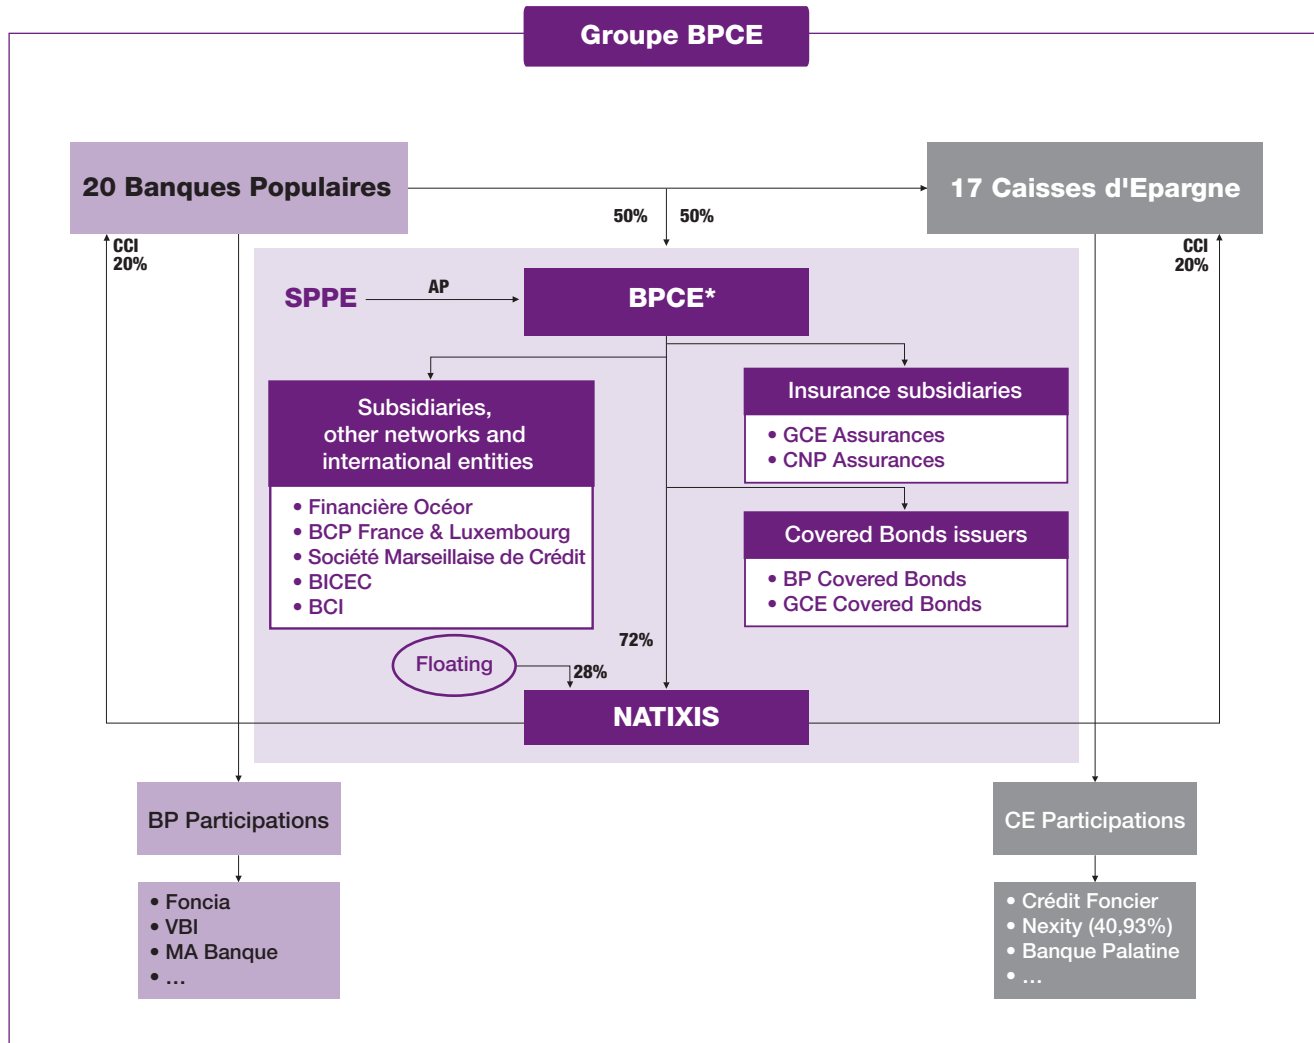 Groupe BPCE
20 Banques Populaires
17 Caisses d'Epargne
50%
50%
CCI
20%
CCI
20%
SPPE
AP
BPCE*
Subsidiaries,
other networks and
international entities
• Financière Océor
• BCP France & Luxembourg
• Société Marseillaise de Crédit
• BICEC
• BCI
Insurance subsidiaries
• GCE Assurances
• CNP Assurances
Covered Bonds issuers
• BP Covered Bonds
• GCE Covered Bonds
72%
Floating
28%
NATIXIS
BP Participations
• Foncia
• VBI
• MA Banque
• ...
CE Participations
• Crédit Foncier
• Nexity (40,93%)
• Banque Palatine
• ...